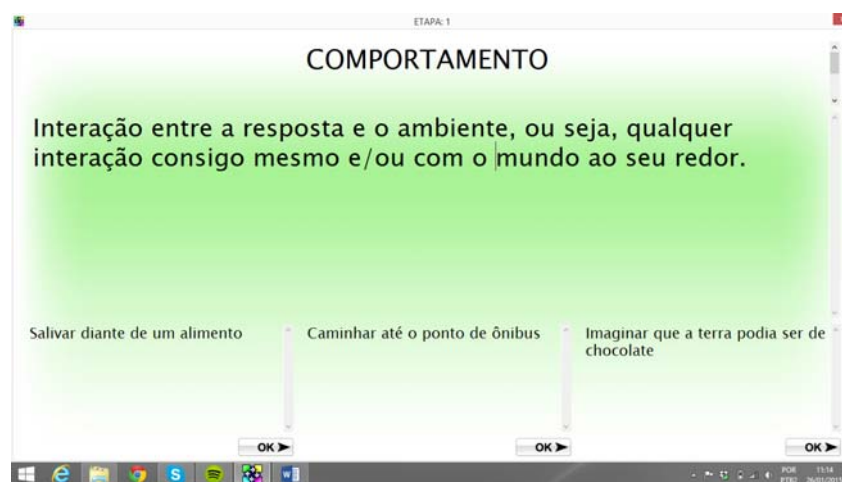 ETAPA: 1
COMPORTAMENTO
Interação entre a resposta e o ambiente, ou seja, qualquer
interação consigo mesmo e/ou com o mundo ao seu redor.
Salivar diante de um alimento
Caminhar até o ponto de ônibus
Imaginar que a terra podia ser de
chocolate
OK
OK
OK
POR
11:14